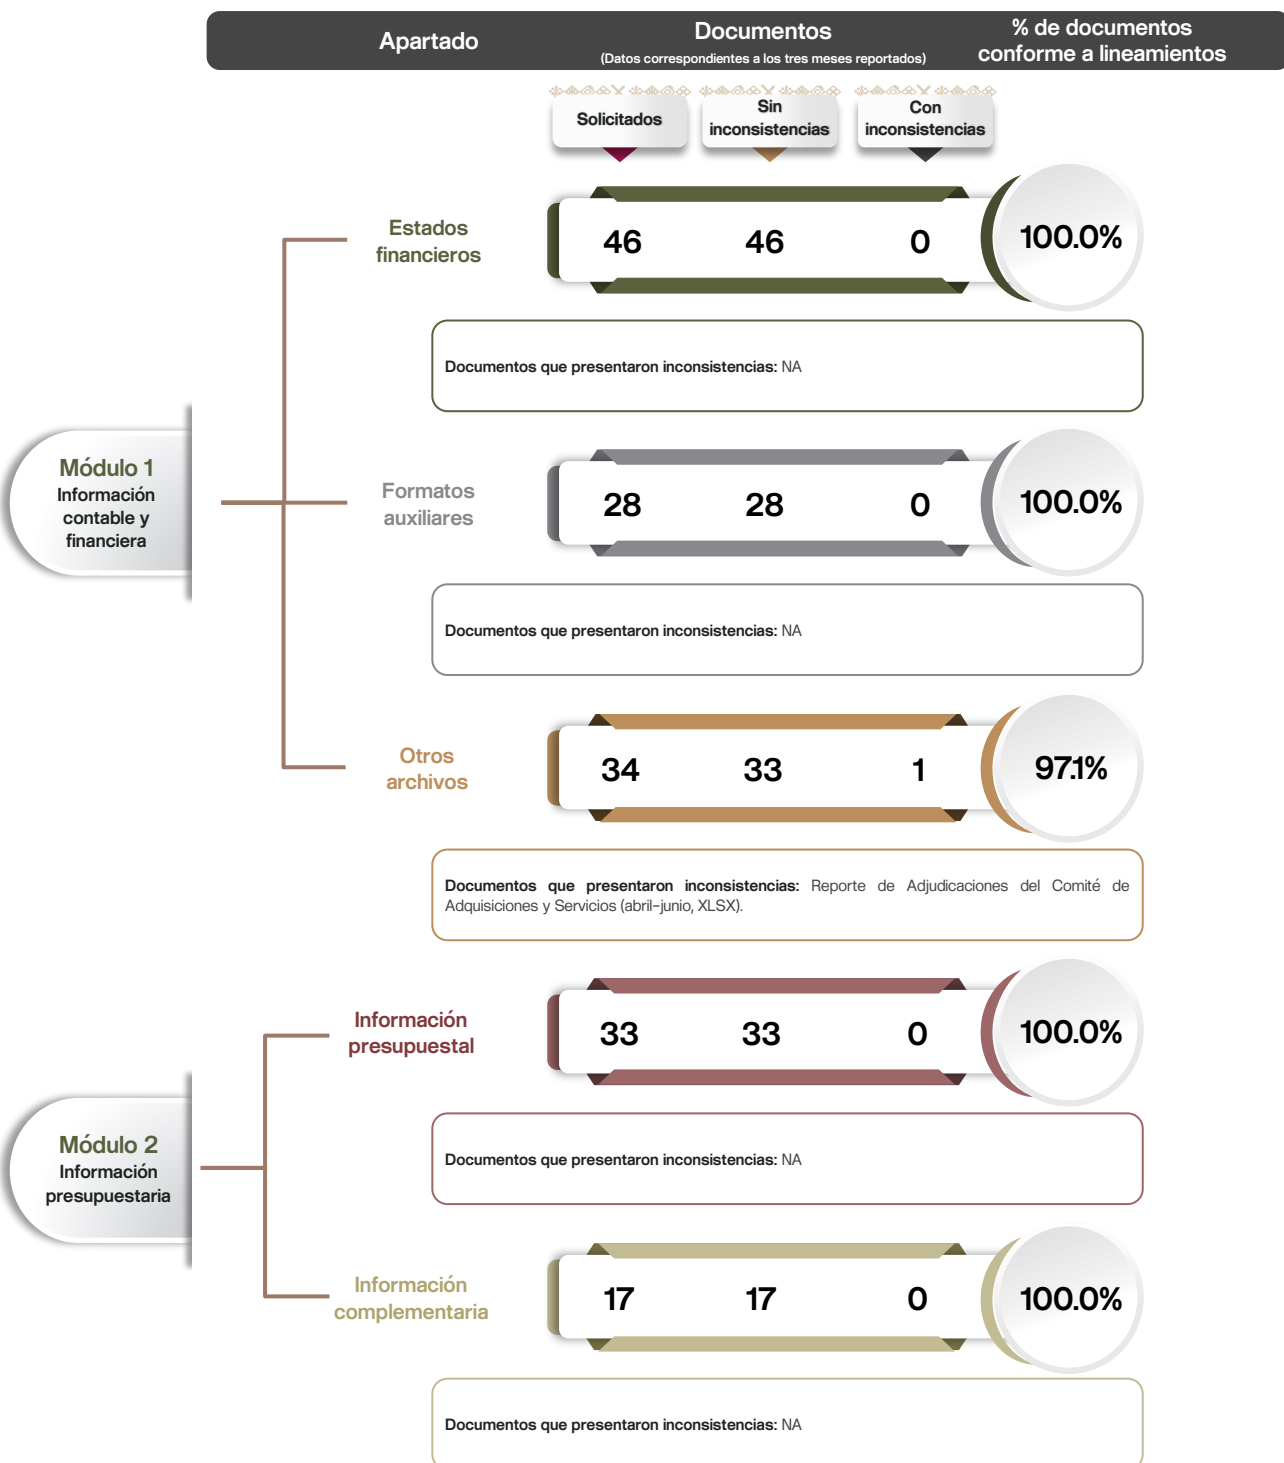 Apartado
Documentos
(Datos correspondientes a los tres meses reportados)
% de documentos
conforme a lineamientos
Solicitados
Sin
inconsistencias
Con
inconsistencias
Módulo 1
Información
contable y
financiera
Estados
financieros
46 46 0 100.0%
Documentos que presentaron inconsistencias: NA
Formatos
auxiliares
28 28 0 100.0%
Documentos que presentaron inconsistencias: NA
Otros
archivos
34 33 1 97.1%
Documentos que presentaron inconsistencias: Reporte de Adjudicaciones del Comité de
Adquisiciones y Servicios (abril-junio, XLSX).
Módulo 2
Información
presupuestaria
Información
presupuestal
33 33 0 100.0%
Documentos que presentaron inconsistencias: NA
Información
complementaria
17 17 0 100.0%
Documentos que presentaron inconsistencias: NA